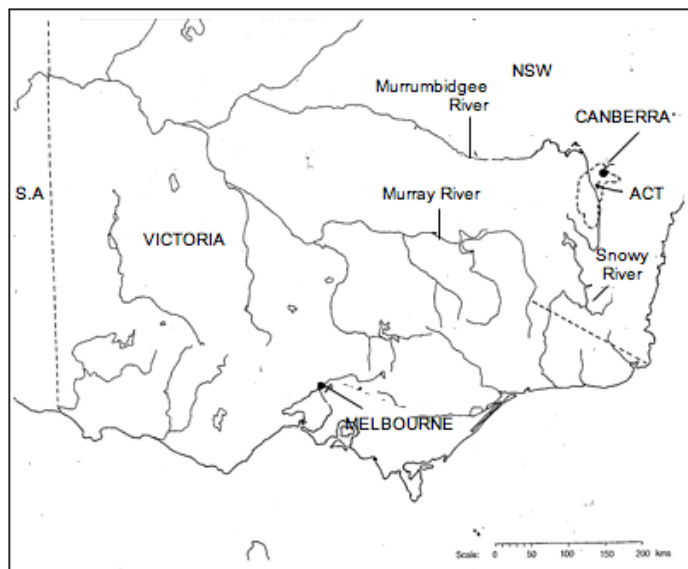 NSW
Murrumbidgee
River
CANBERRA
S.A
Murray River
ACT
VICTORIA
Snowy
River
MELBOURNE
Scale: 0 50 100 150 200 kms